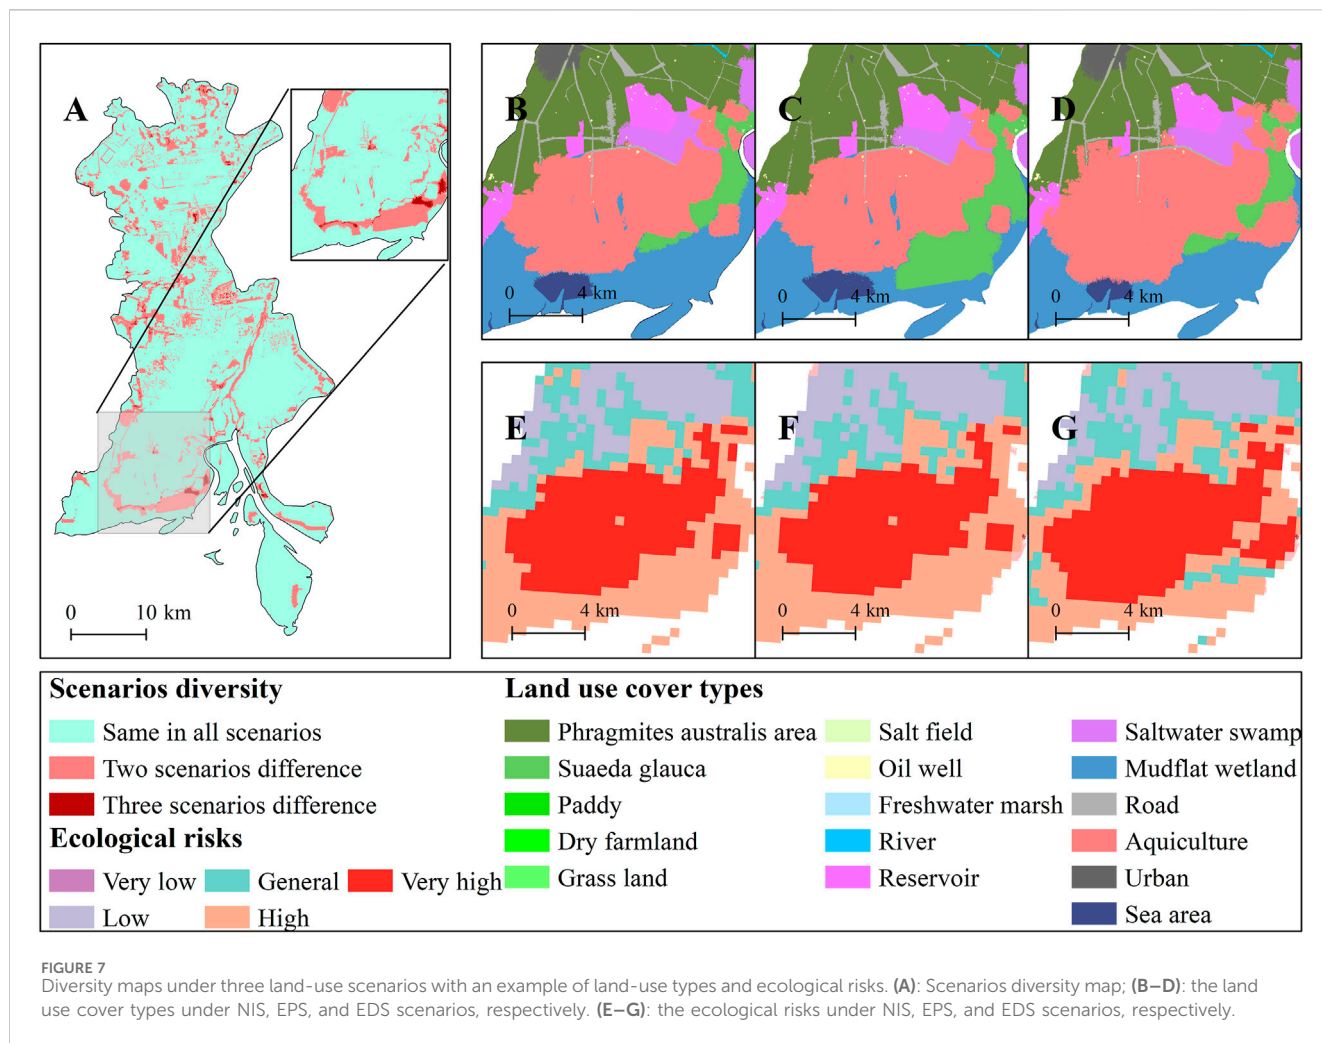 A
0 10 km
B
0 4 km
C
0 4 km
D
0 4 km
E
0 4 km
F
0 4 km
G
0 4 km
Scenarios diversity
Same in all scenarios
Two scenarios difference
Three scenarios difference
Ecological risks
Very low General Very high
Low High
Land use cover types
Phragmites australis area Salt field Saltwater swamp
Suaeda glauca Oil well Mudflat wetland
Paddy Freshwater marsh Road
Dry farmland River Aquiculture
Grass land Reservoir Urban
Sea area
FIGURE 7
Diversity maps under three land-use scenarios with an example of land-use types and ecological risks. (A): Scenarios diversity map; (B–D): the land
use cover types under NIS, EPS, and EDS scenarios, respectively. (E–G): the ecological risks under NIS, EPS, and EDS scenarios, respectively.